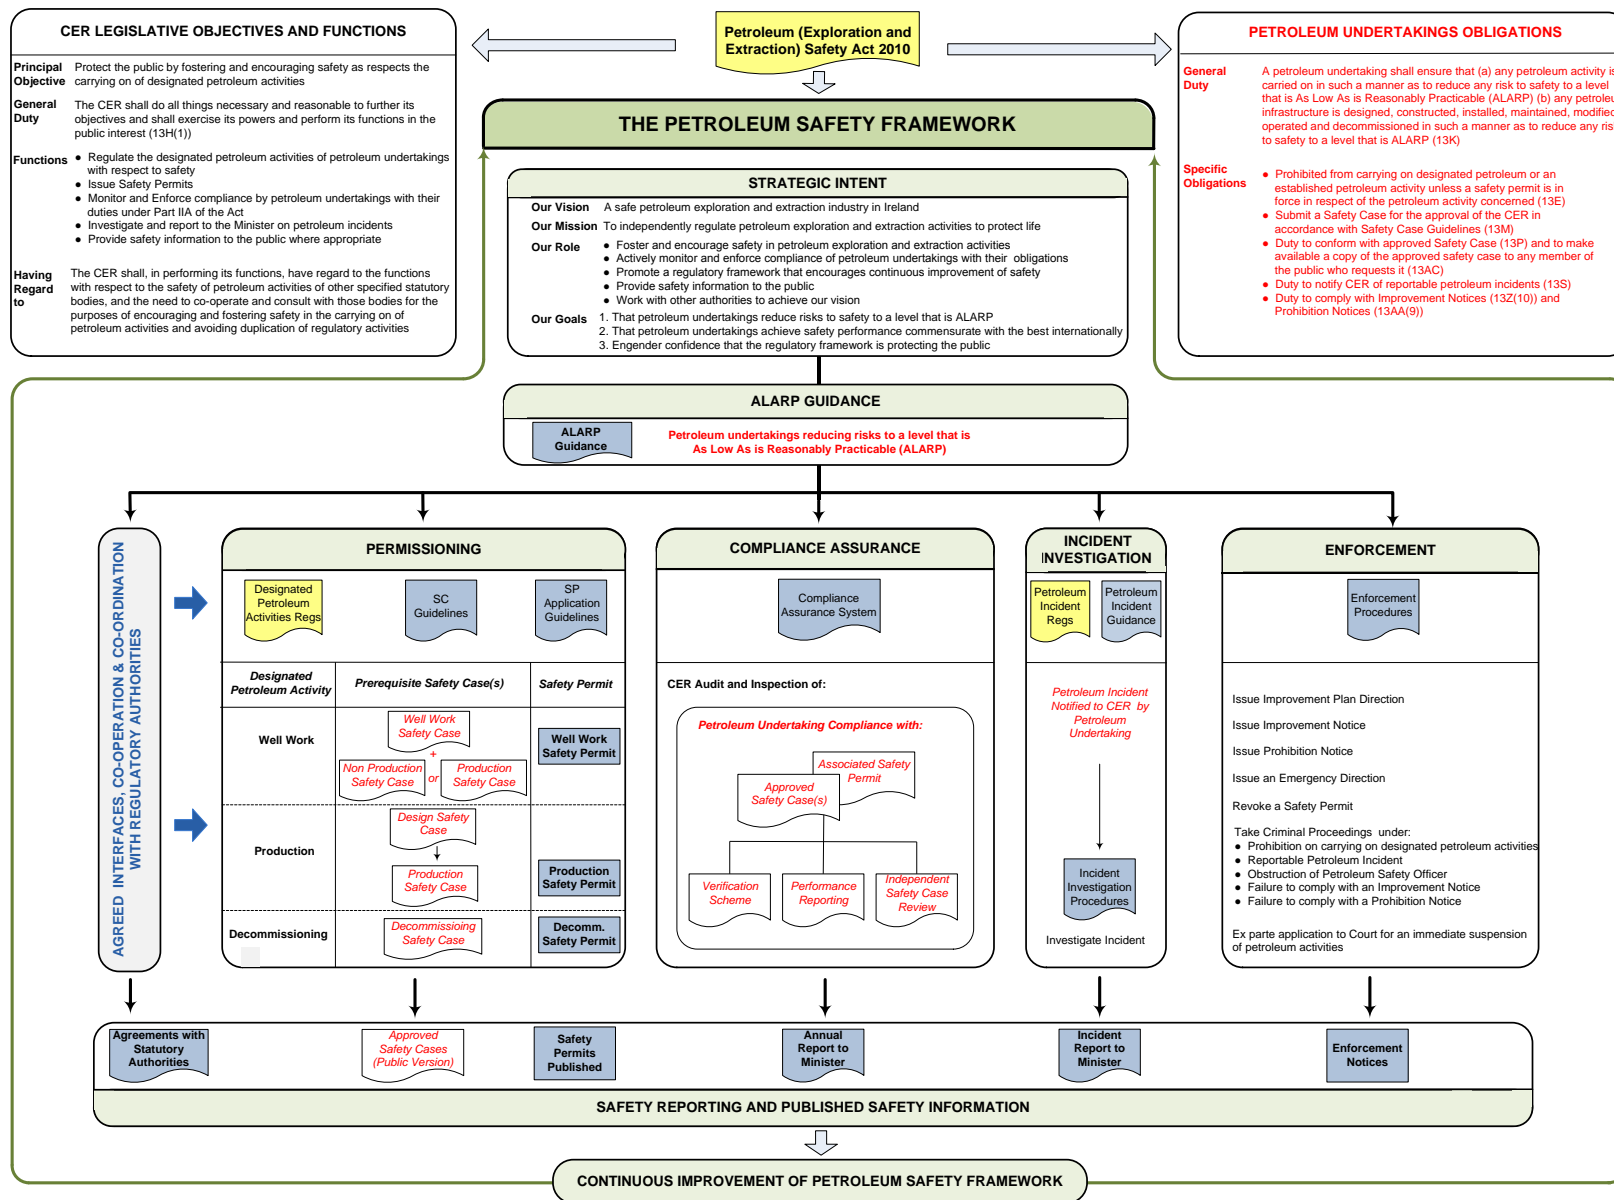 CER LEGISLATIVE OBJECTIVES AND FUNCTIONS
Principal Objective
Protect the public by fostering and encouraging safety as respects the
carrying on of designated petroleum activities
General Duty
The CER shall do all things necessary and reasonable to further its
objectives and shall exercise its powers and perform its functions in the
public interest (13H(1))
Functions
● Regulate the designated petroleum activities of petroleum undertakings
with respect to safety
● Issue Safety Permits
● Monitor and Enforce compliance by petroleum undertakings with their
duties under Part IIA of the Act
● Investigate and report to the Minister on petroleum incidents
● Provide safety information to the public where appropriate
Having Regard to
The CER shall, in performing its functions, have regard to the functions
with respect to the safety of petroleum activities of other specified statutory
bodies, and the need to co-operate and consult with those bodies for the
purposes of encouraging and fostering safety in the carrying on of
petroleum activities and avoiding duplication of regulatory activities
Petroleum (Exploration and
Extraction) Safety Act 2010
PETROLEUM UNDERTAKINGS OBLIGATIONS
General Duty
A petroleum undertaking shall ensure that (a) any petroleum activity is
carried on in such a manner as to reduce any risk to safety to a level
that is As Low As is Reasonably Practicable (ALARP) (b) any
infrastructure is designed, constructed, installed, maintained,
operated and decommissioned in such a manner as to reduce any
to safety to a level that is ALARP (13K)
Specific Obligations
● Prohibited from carrying on designated petroleum or an
established petroleum activity unless a safety permit is in
force in respect of the petroleum activity concerned (13E)
● Submit a Safety Case for the approval of the CER in
accordance with Safety Case Guidelines (13M)
● Duty to conform with approved Safety Case (13P) and to make
available a copy of the approved safety case to any member of
the public who requests it (13AC)
● Duty to notify CER of reportable petroleum incidents (13S)
● Duty to comply with Improvement Notices (13Z(10)) and
Prohibition Notices (13AA(9))
THE PETROLEUM SAFETY FRAMEWORK
STRATEGIC INTENT
Our Vision A safe petroleum exploration and extraction industry in Ireland
Our Mission To independently regulate petroleum exploration and extraction activities to protect life
Our Role
● Foster and encourage safety in petroleum exploration and extraction activities
● Actively monitor and enforce compliance of petroleum undertakings with their obligations
● Promote a regulatory framework that encourages continuous improvement of safety
● Provide safety information to the public
● Work with other authorities to achieve our vision
Our Goals
1. That petroleum undertakings reduce risks to safety to a level that is ALARP
2. That petroleum undertakings achieve safety performance commensurate with the best internationally
3. Engender confidence that the regulatory framework is protecting the public
ALARP GUIDANCE
ALARP
Guidance
Petroleum undertakings reducing risks to a level that is
As Low As is Reasonably Practicable (ALARP)
AGREED INTERFACES, CO-OPERATION & CO-ORDINATION
WITH REGULATORY AUTHORITIES
PERMISSIONING
Designated
Petroleum
Activities Regs
SC
Guidelines
SP
Application
Guidelines
Designated
Petroleum Activity
Prerequisite Safety Case(s)
Safety Permit
Well Work
Well Work
Safety Case
+
Non Production
Safety Case
or
Production
Safety Case
Well Work
Safety Permit
Production
Design Safety
Case
Production
Safety Case
Production
Safety Permit
Decommissioning
Decommissioing
Safety Case
Decomm.
Safety Permit
COMPLIANCE ASSURANCE
Compliance
Assurance System
CER Audit and Inspection of:
Petroleum Undertaking Compliance with:
Associated Safety
Permit
Approved
Safety Case(s)
Verification
Scheme
Performance
Reporting
Independent
Safety Case
Review
INCIDENT
INVESTIGATION
Petroleum
Incident
Regs
Petroleum
Incident
Guidance
Petroleum Incident
Notified to CER by
Petroleum
Undertaking
Incident
Investigation
Procedures
Investigate Incident
ENFORCEMENT
Enforcement
Procedures
Issue Improvement Plan Direction
Issue Improvement Notice
Issue Prohibition Notice
Issue an Emergency Direction
Revoke a Safety Permit
Take Criminal Proceedings under:
● Prohibition on carrying on designated petroleum activities
● Reportable Petroleum Incident
● Obstruction of Petroleum Safety Officer
● Failure to comply with an Improvement Notice
● Failure to comply with a Prohibition Notice
Ex parte application to Court for an immediate suspension
of petroleum activities
Agreements with
Statutory
Authorities
Approved
Safety Cases
(Public Version)
Safety
Permits
Published
Annual
Report to
Minister
Incident
Report to
Minister
Enforcement
Notices
SAFETY REPORTING AND PUBLISHED SAFETY INFORMATION
CONTINUOUS IMPROVEMENT OF PETROLEUM SAFETY FRAMEWORK